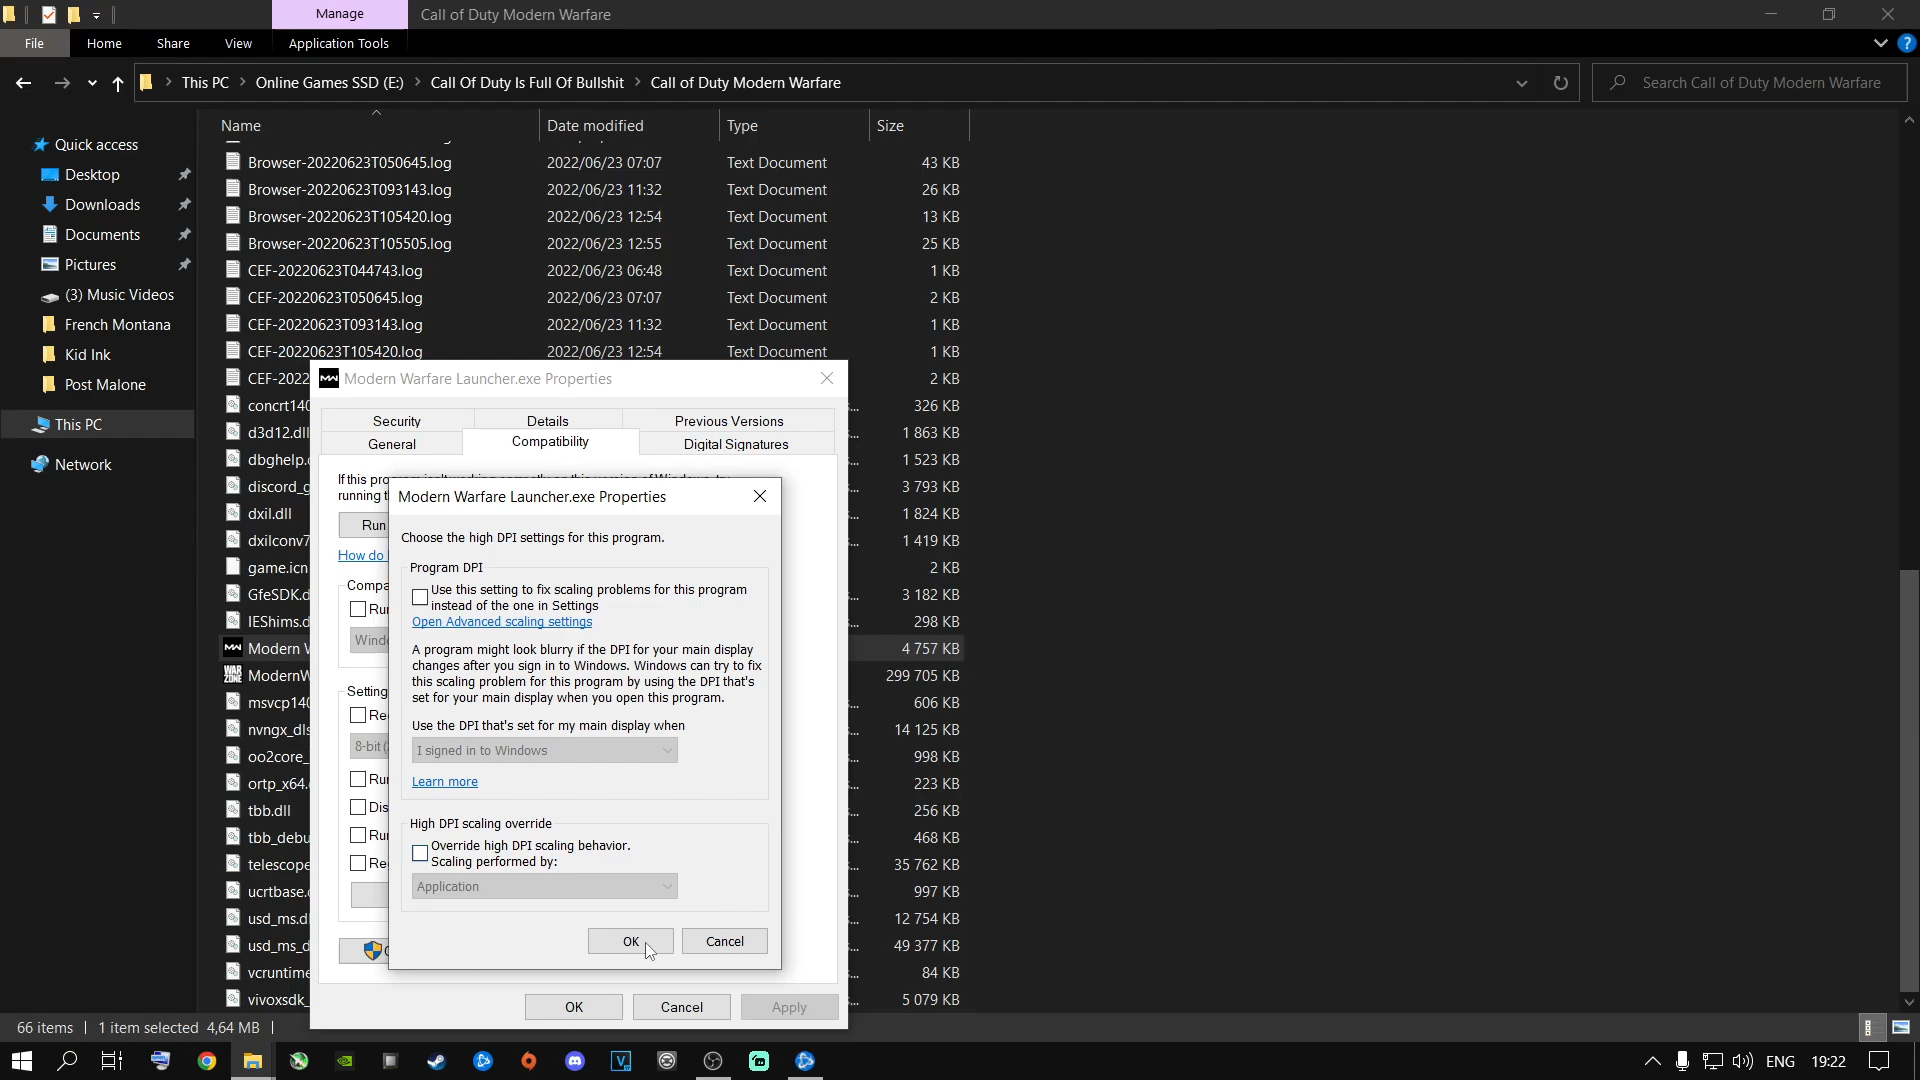 Manage
Call of Duty Modern Warfare
File
Home
Share
View
Application Tools
This PC
Online Games SSD (E:)
Call Of Duty Is Full Of Bullshit
Call of Duty Modern Warfare
Search Call of Duty Modern Warfare
Name
Date modified
Type
Size
Quick access
Desktop
Downloads
Documents
Pictures
(3) Music Videos
French Montana
Kid Ink
Post Malone
This PC
Network
Browser-20220623T050645.log 2022/06/23 07:07 Text Document 43 KB
Browser-20220623T093143.log 2022/06/23 11:32 Text Document 26 KB
Browser-20220623T105420.log 2022/06/23 12:54 Text Document 13 KB
Browser-20220623T105505.log 2022/06/23 12:55 Text Document 25 KB
CEF-20220623T044743.log 2022/06/23 06:48 Text Document 1 KB
CEF-20220623T050645.log 2022/06/23 07:07 Text Document 2 KB
CEF-20220623T093143.log 2022/06/23 11:32 Text Document 1 KB
CEF-20220623T105420.log 2022/06/23 12:54 Text Document 1 KB
CEF-2022 2 KB
concrt140 326 KB
d3d12.dll 1 863 KB
dbghelp. 1 523 KB
discord_g 3 793 KB
dxil.dll 1 824 KB
dxilconv7 1 419 KB
game.icn 2 KB
GfeSDK.d 3 182 KB
IEShims.d 298 KB
Modern W 4 757 KB
ModernW 299 705 KB
msvcp140 606 KB
nvngx_dls 14 125 KB
oo2core_ 998 KB
ortp_x64. 223 KB
tbb.dll 256 KB
tbb_debu 468 KB
telescope 35 762 KB
ucrtbase. 997 KB
usd_ms.d 12 754 KB
usd_ms_d 49 377 KB
vcruntime 84 KB
vivoxsdk_ 5 079 KB
Modern Warfare Launcher.exe Properties
Security
Details
Previous Versions
General
Compatibility
Digital Signatures
If this
running t
Run
How do
Compa
Ru
Windo
Setting
Re
8-bit (
Ru
Dis
Ru
Re
OK
Cancel
Apply
Modern Warfare Launcher.exe Properties
Choose the high DPI settings for this program.
Program DPI
Use this setting to fix scaling problems for this program
instead of the one in Settings
Open Advanced scaling settings
A program might look blurry if the DPI for your main display
changes after you sign in to Windows. Windows can try to fix
this scaling problem for this program by using the DPI that's
set for your main display when you open this program.
Use the DPI that's set for my main display when
I signed in to Windows
Learn more
High DPI scaling override
Override high DPI scaling behavior.
Scaling performed by:
Application
OK
Cancel
66 items
1 item selected 4,64 MB
ENG
19:22